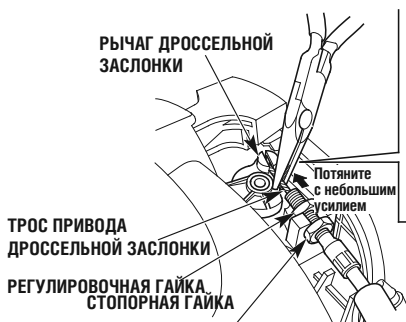 РЫЧАГ ДРОССЕЛЬНОЙ
ЗАСЛОНКИ
Потяните
с небольшим
усилием
ТРОС ПРИВОДА
ДРОССЕЛЬНОЙ ЗАСЛОНКИ
РЕГУЛИРОВОЧНАЯ ГАЙКА
СТОПОРНАЯ ГАЙКА